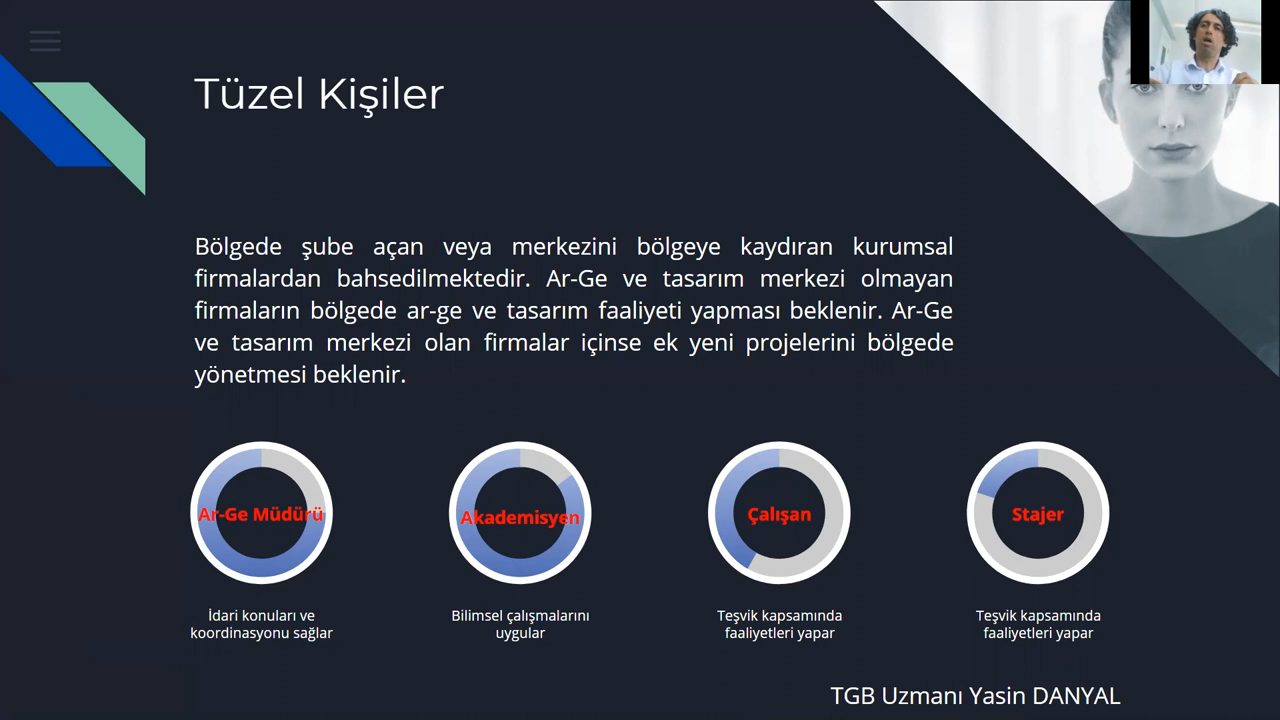 Tüzel Kişiler
Bölgede şube açan veya merkezini bölgeye kaydıran kurumsal
firmalardan bahsedilmektedir. Ar-Ge ve tasarım merkezi olmayan
firmaların bölgede ar-ge ve tasarım faaliyeti yapması beklenir. Ar-Ge
ve tasarım merkezi olan firmalar içinse ek yeni projelerini bölgede
yönetmesi beklenir.
Ar-Ge Müdürü
Akademisyen
Çalışan
Stajer
İdari konuları ve
koordinasyonu sağlar
Bilimsel çalışmalarını
uygular
Teşvik kapsamında
faaliyetleri yapar
Teşvik kapsamında
faaliyetleri yapar
TGB Uzmanı Yasin DANYAL